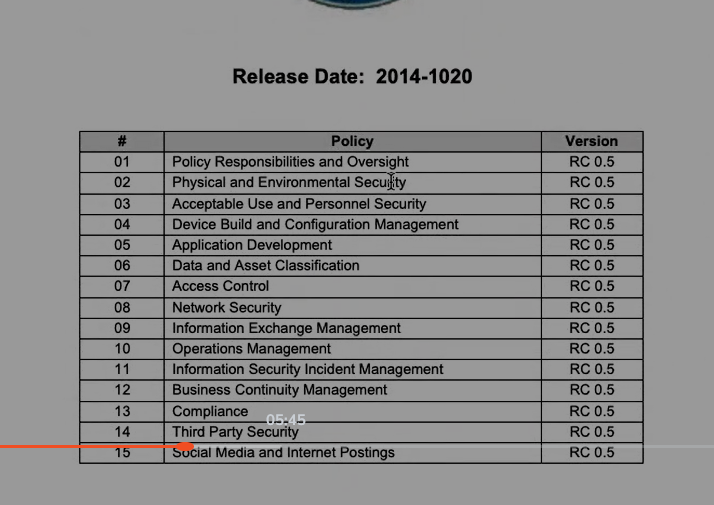 Release Date: 2014-1020
# Policy Version
01 Policy Responsibilities and Oversight RC 0.5
02 Physical and Environmental Security RC 0.5
03 Acceptable Use and Personnel Security RC 0.5
04 Device Build and Configuration Management RC 0.5
05 Application Development RC 0.5
06 Data and Asset Classification RC 0.5
07 Access Control RC 0.5
08 Network Security RC 0.5
09 Information Exchange Management RC 0.5
10 Operations Management RC 0.5
11 Information Security Incident Management RC 0.5
12 Business Continuity Management RC 0.5
13 Compliance RC 0.5
05:45
14 Third Party Security RC 0.5
15 Social Media and Internet Postings RC 0.5